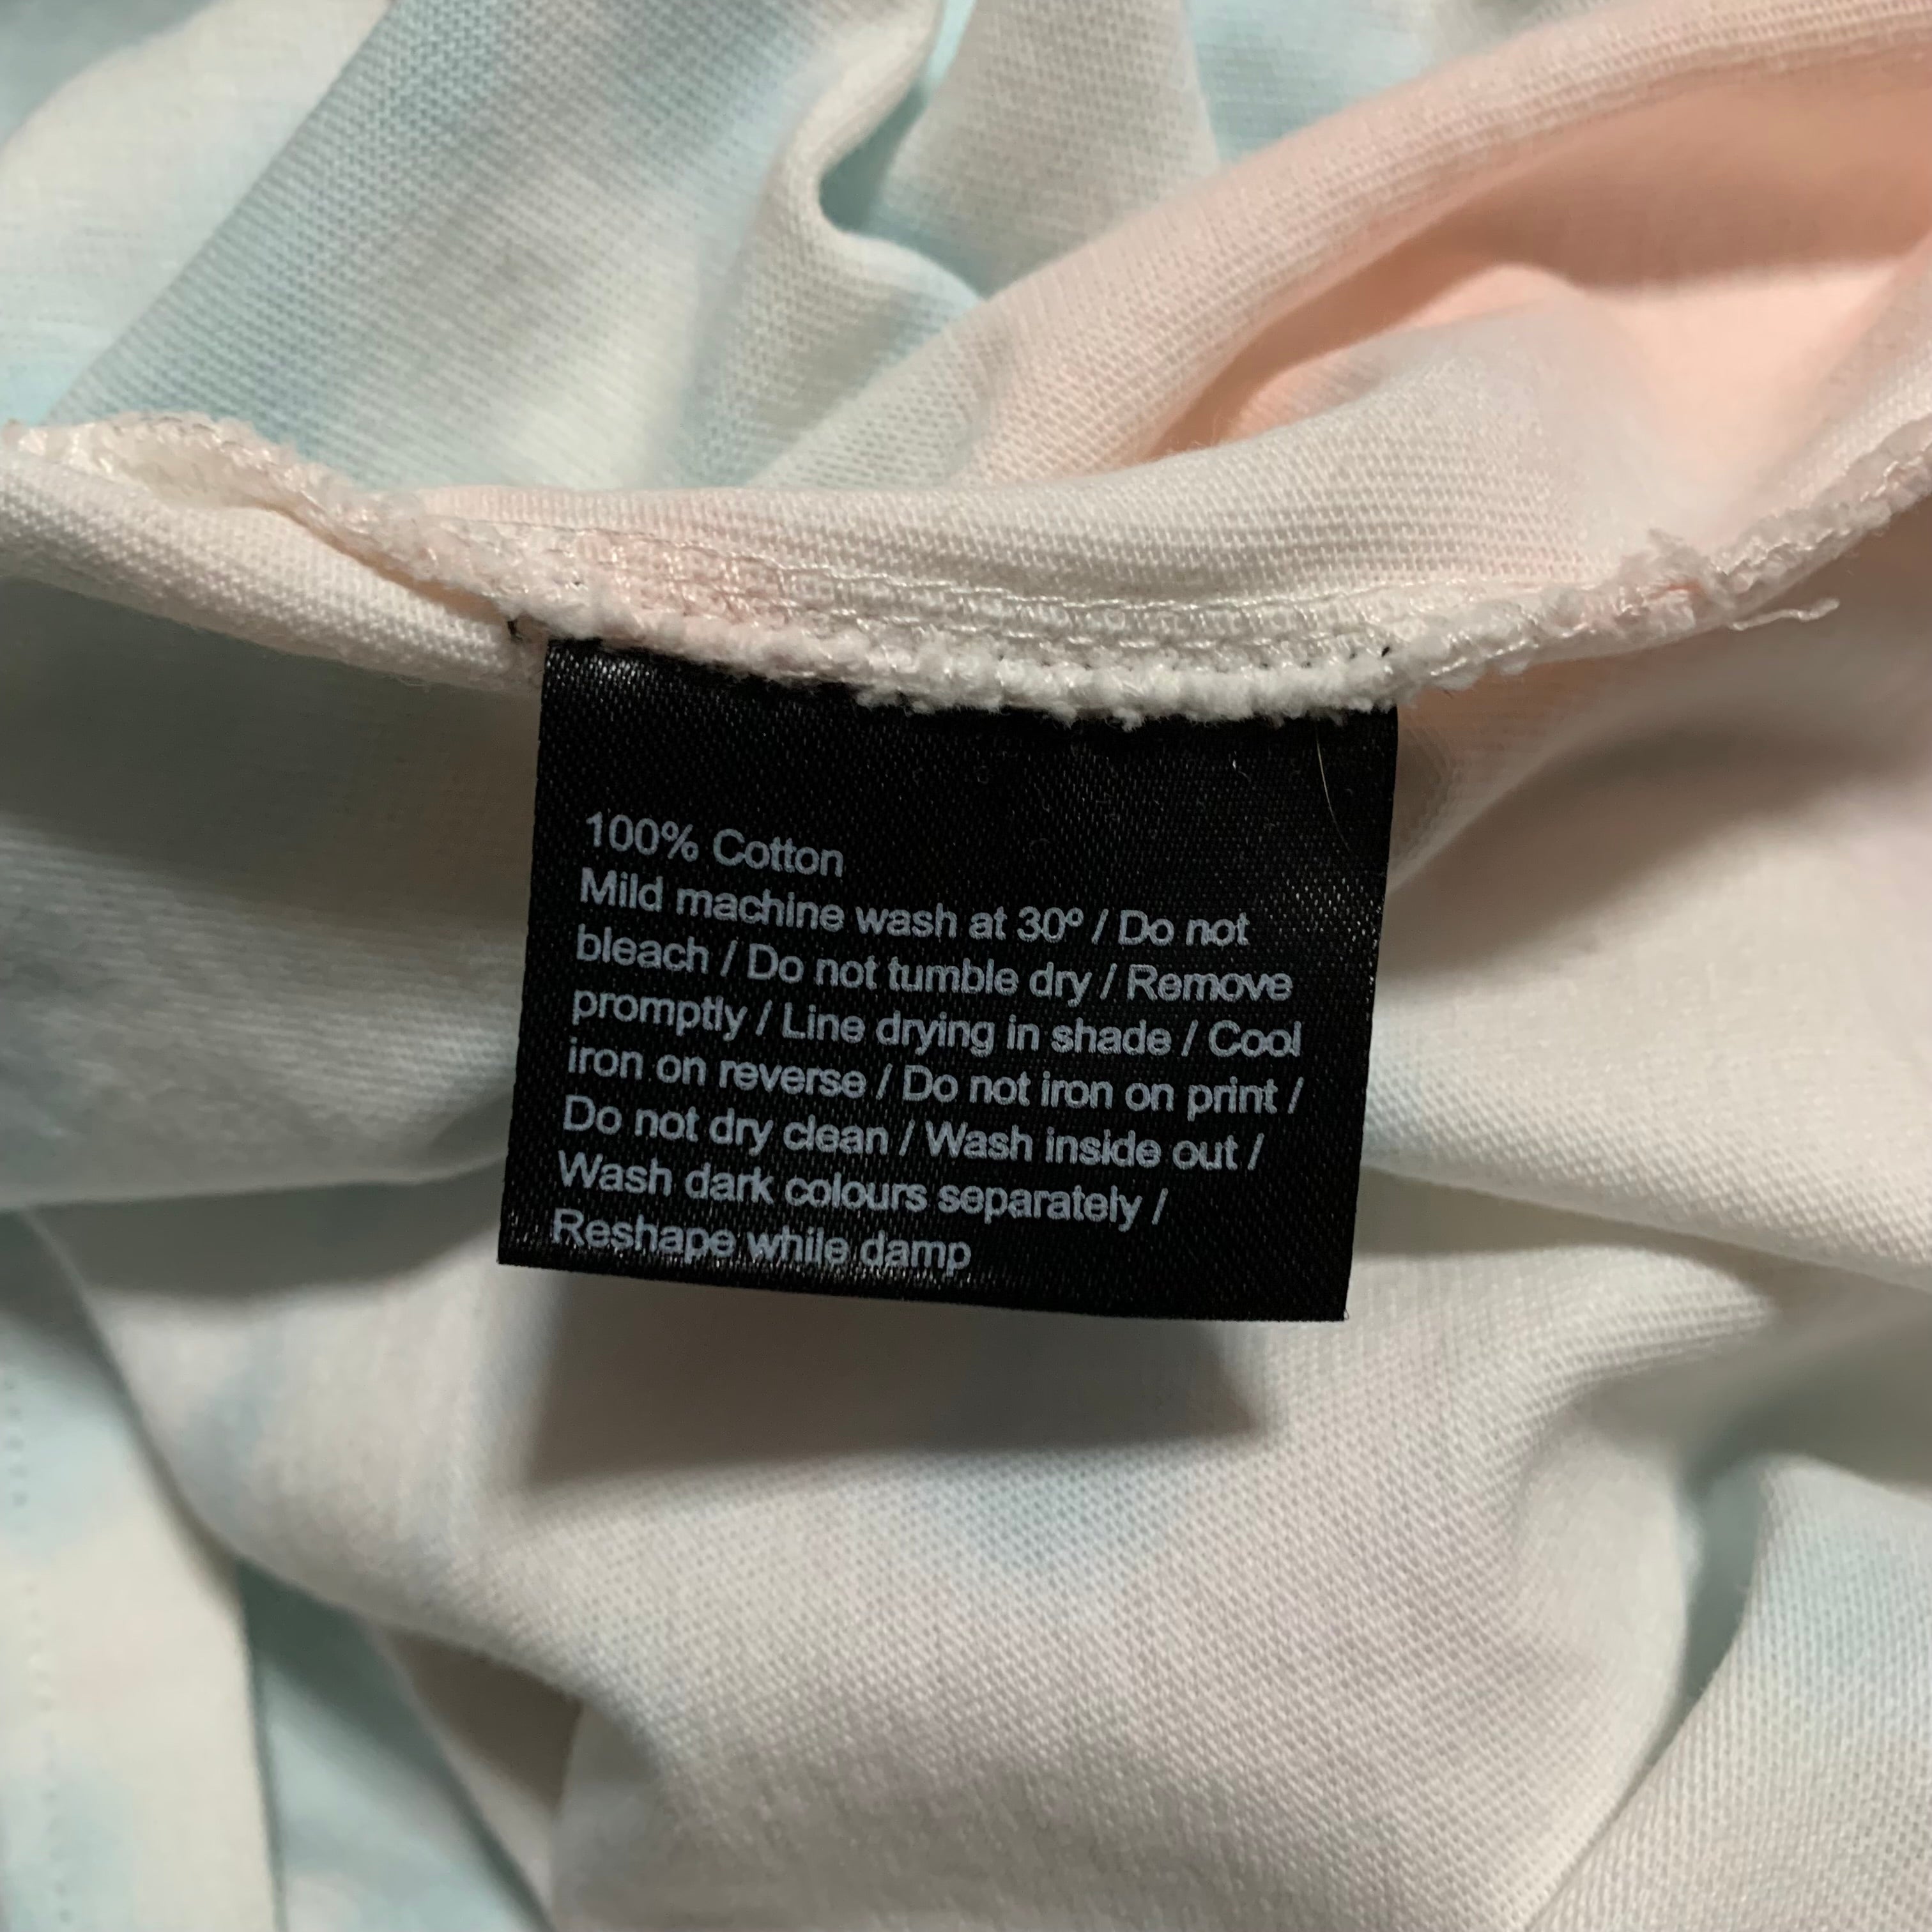 100% Cotton
Mild machine wash at 30º / Do not
bleach / Do not tumble dry / Remove
promptly / Line drying in shade / Cool
iron on reverse / Do not iron on print /
Do not dry clean / Wash inside out /
Wash dark colours separately /
Reshape while damp